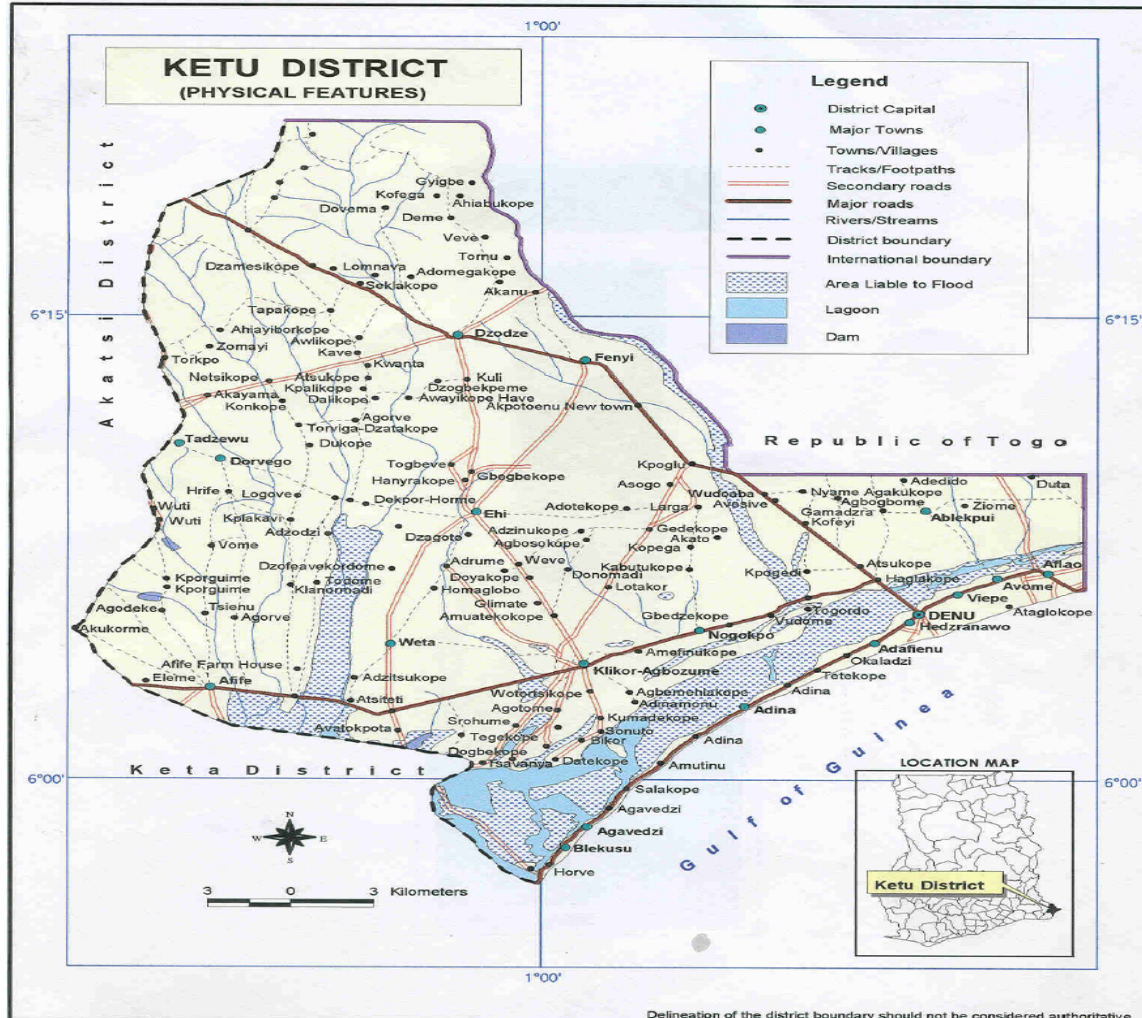 1°00'
KETU DISTRICT
(PHYSICAL FEATURES)
Legend
District Capital
Major Towns
Towns/Villages
Tracks/Footpaths
Secondary roads
Major roads
Rivers/Streams
District boundary
International boundary
Area Liable to Flood
Lagoon
Dam
Akatsi District
Gyigbe
Kofega
Ahiabukope
Dovema
Deme
Veve
Tornu
Dzamesikope
Lomnava
Adomegakope
Seklakope
Akanu
6°15'
6°15'
Tapakope
Ahiayiborkope
Awlikope
Dzodze
Zomayi
Kave
Torkpo
Kwanta
Fenyi
Netsikope
Atsukope
Kuli
Kpalikope
Dzogbekpeme
Akayama
Dalikope
Awayikope Have
Konkope
Akpotoenu New town
Agorve
Torviga-Dzatakope
Tadzewu
Dukope
Republic of Togo
Dorvego
Togbeve
Kpoglu
Gbegbekope
Hanyrakope
Asogo
Adedido
Duta
Hrife
Logove
Wudoaba
Nyame Agakukope
Dekpor-Horme
Avosive
Agbogbome
Wuti
Adotekope
Larga
Gamadzra
Ziome
Wuti
Kplakavi
Ehi
Kofeyi
Ablekpui
Adzodzi
Adzinukope
Gedekope
Dzagoto
Agbosokope
Akato
Vome
Kopega
Weve
Atsukope
Dzofeavekordome
Adrume
Kabutukope
Aflao
Donomadi
Kpogedi
Kporguime
Todome
Doyakope
Haglakope
Avome
Kporguime
Klanormadi
Homaglobo
Lotakor
Viepe
Agodeke
Tsienu
Glimate
Togordo
Ataglokope
Agorve
Amuatekokope
Gbedzekope
Vudome
DENU
Akukorme
Nogokpo
Hedzranawo
Weta
Adafienu
Amefinukope
Okaladzi
Afife Farm House
Klikor-Agbozume
Tetekope
Eleme
Afife
Adzitsukope
Wotortsikope
Agbemehlakope
Adina
Atsiteti
Agotome
Admamonu
Adina
Srohume
Kumadekope
Avatokpota
Tegekope
Sonuto
Bikor
Adina
Dogbekope
Datekope
Tsavanya
Amutinu
Keta District
6°00'
6°00'
Salakope
Gulf of Guinea
Agavedzi
Agavedzi
Blekusu
Horve
LOCATION MAP
Ketu District
N
W E
S
3 0 3 Kilometers
1°00'
Delineation of the district boundary should not be considered authoritative